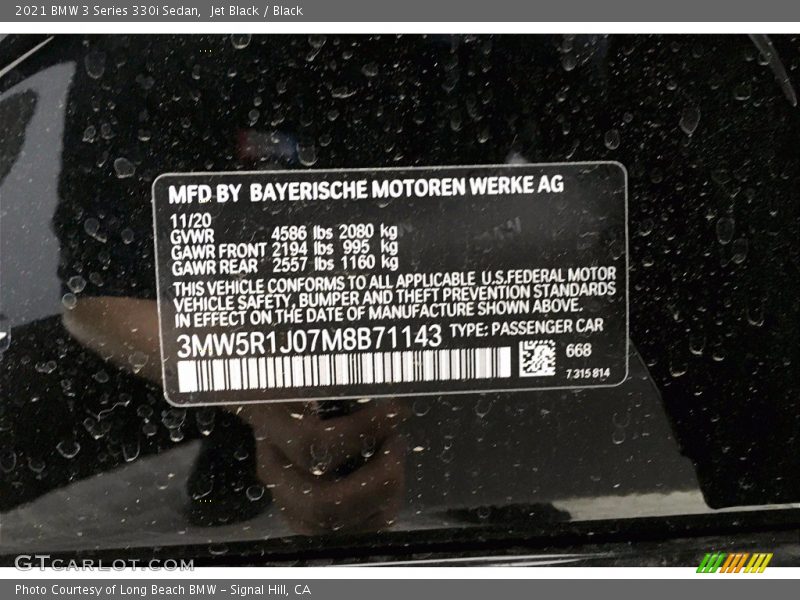 2021 BMW 3 Series 330i Sedan,  Jet Black / Black
MFD BY BAYERISCHE MOTOREN WERKE AG
11/20
GVWR 4586 lbs 2080 kg
GAWR FRONT 2194 lbs 995 kg
GAWR REAR 2557 lbs 1160 kg
THIS VEHICLE CONFORMS TO ALL APPLICABLE U.S.FEDERAL MOTOR
VEHICLE SAFETY, BUMPER AND THEFT PREVENTION STANDARDS
IN EFFECT ON THE DATE OF MANUFACTURE SHOWN ABOVE.
3MW5R1J07M8B71143 TYPE: PASSENGER CAR
668
7.315 814
GTCARLOT.COM
Photo Courtesy of Long Beach BMW - Signal Hill, CA